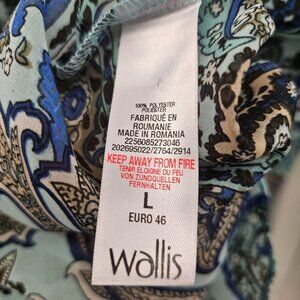 100% POLYESTER
POLYESTER
FABRIQUÉ EN
ROUMANIE
MADE IN ROMANIA
2256085273046
202695022/2764/2914
KEEP AWAY FROM FIRE
TENIR ELOIGNE DU FEU
VON ZUNDQUELLEN
FERNHALTEN
L
EURO 46
wallis